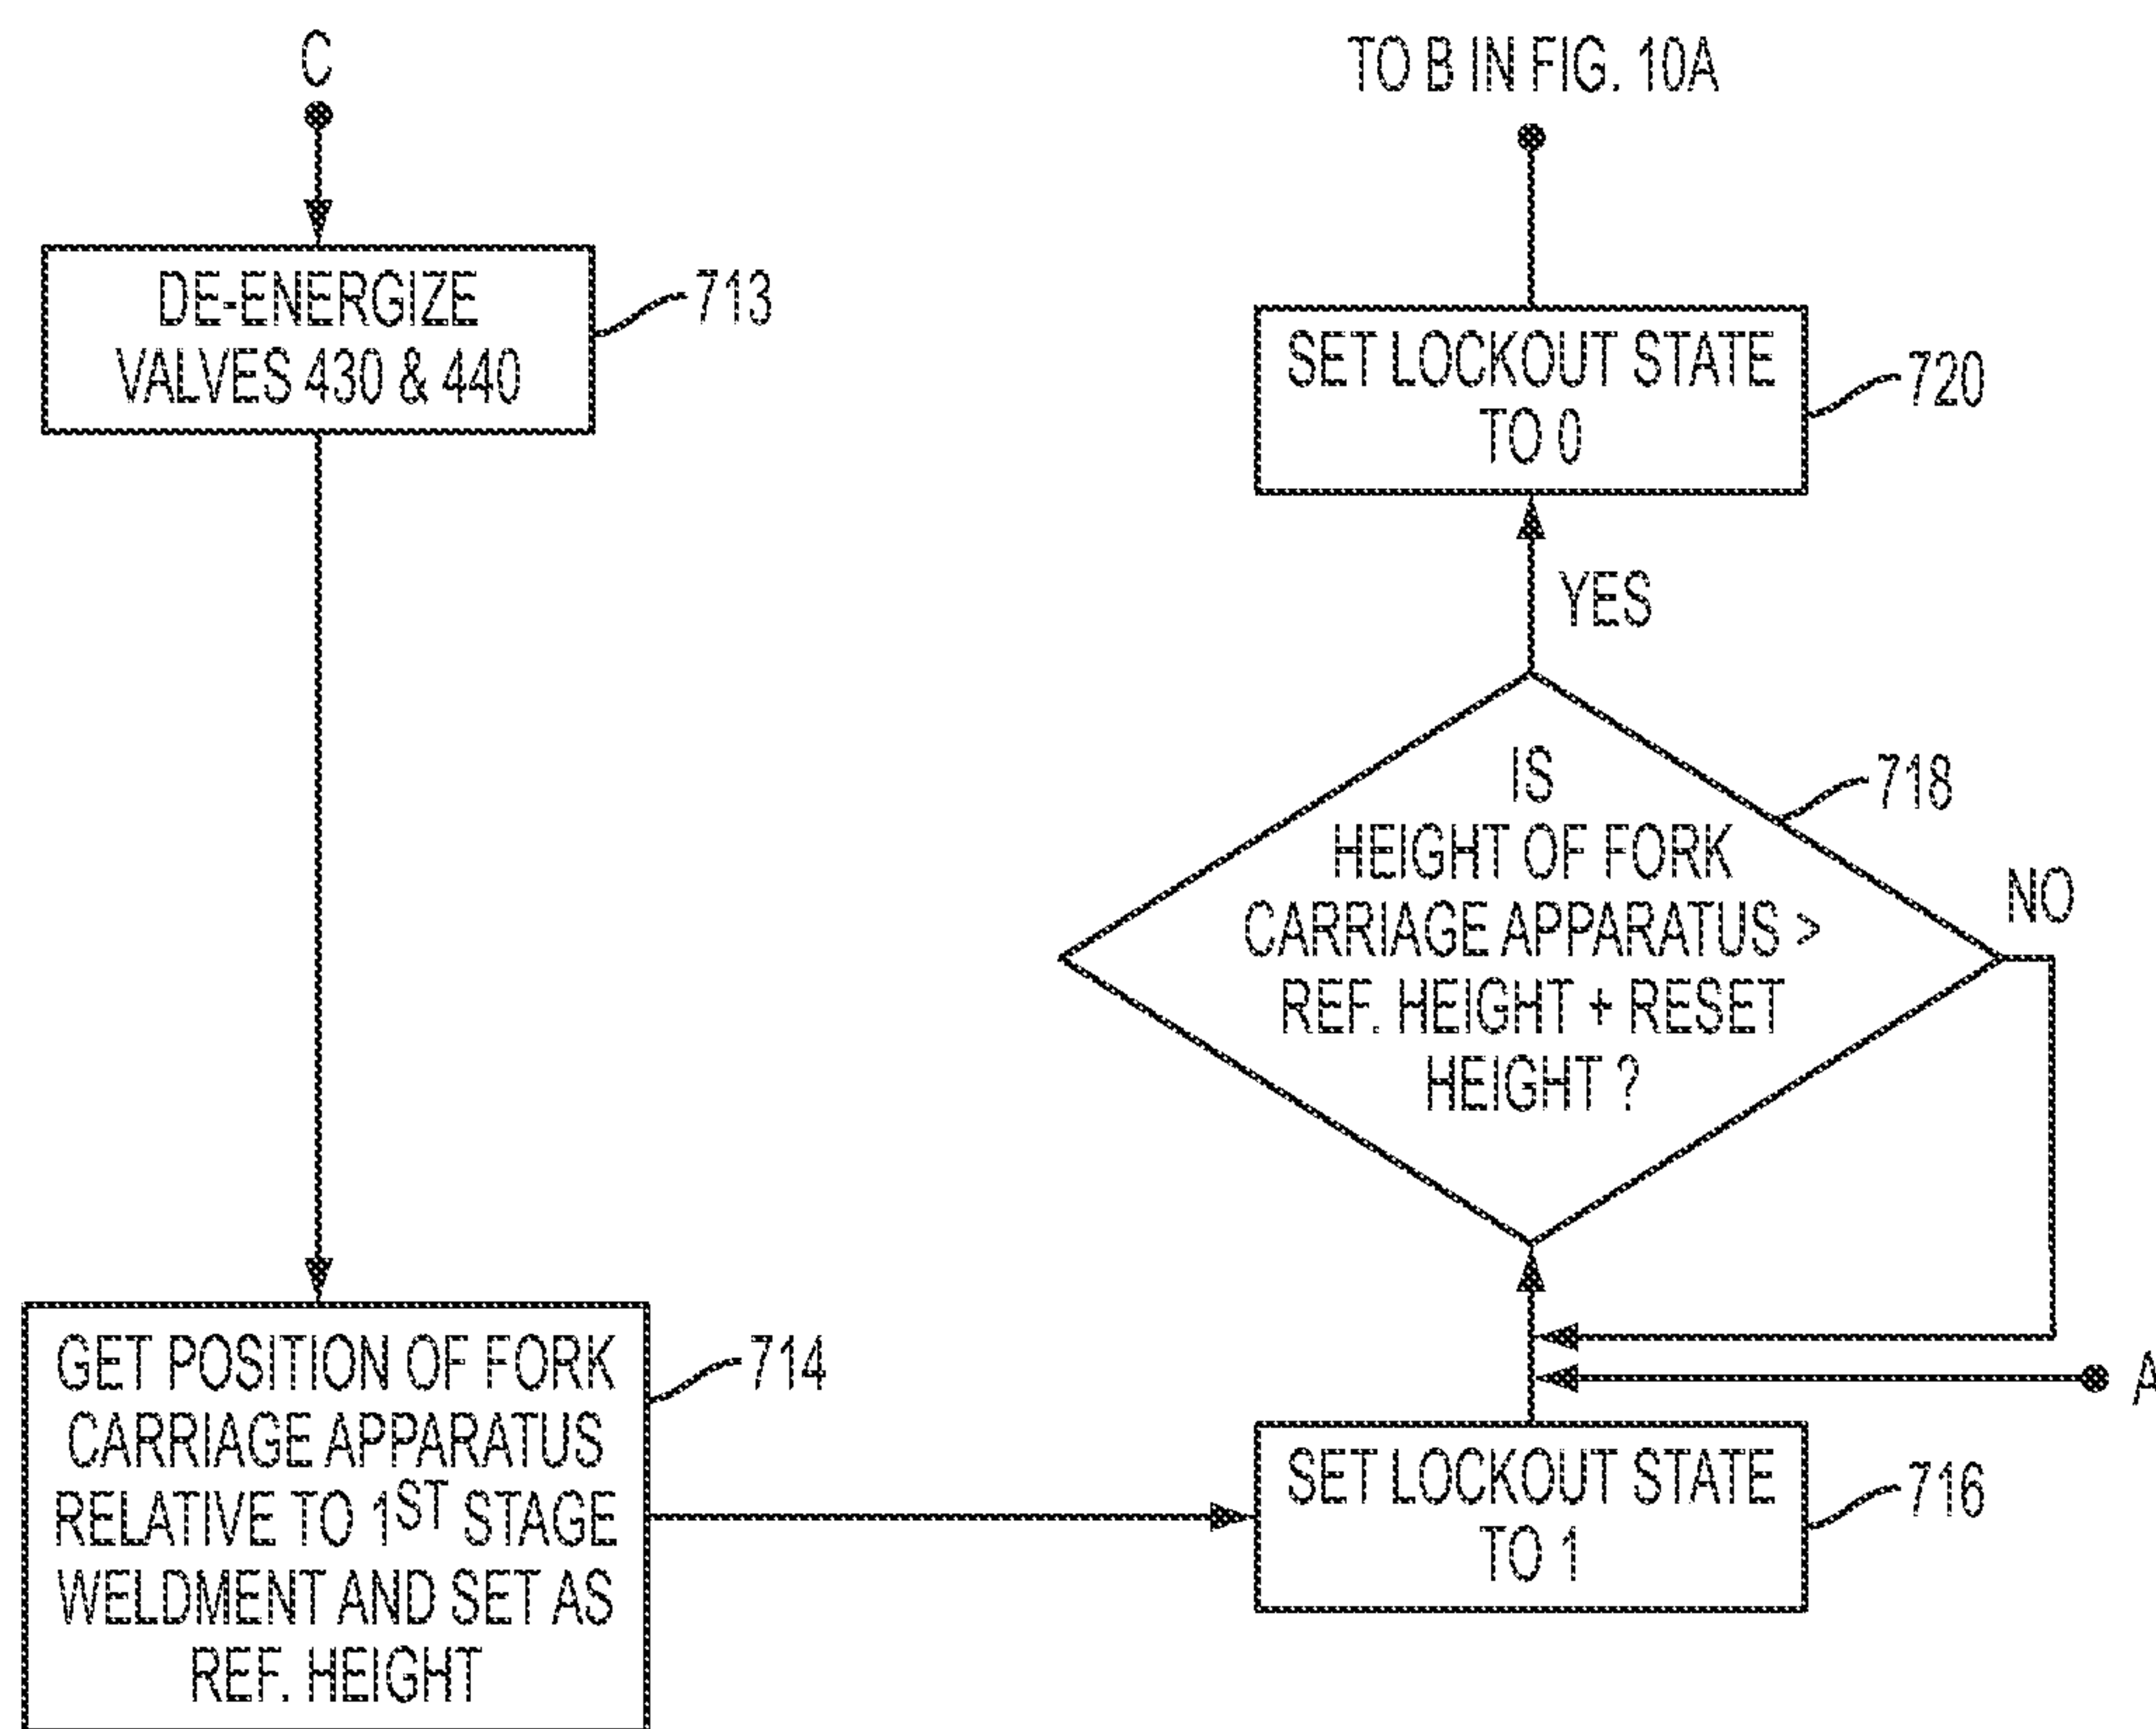 C
DE-ENERGIZE
VALVES 430 & 440
713
GET POSITION OF FORK
CARRIAGE APPARATUS
RELATIVE TO 1ST STAGE
WELDMENT AND SET AS
REF. HEIGHT
714
TO B IN FIG. 10A
SET LOCKOUT STATE
TO 0
720
YES
IS
HEIGHT OF FORK
CARRIAGE APPARATUS >
REF. HEIGHT + RESET
HEIGHT ?
718
NO
A
SET LOCKOUT STATE
TO 1
716